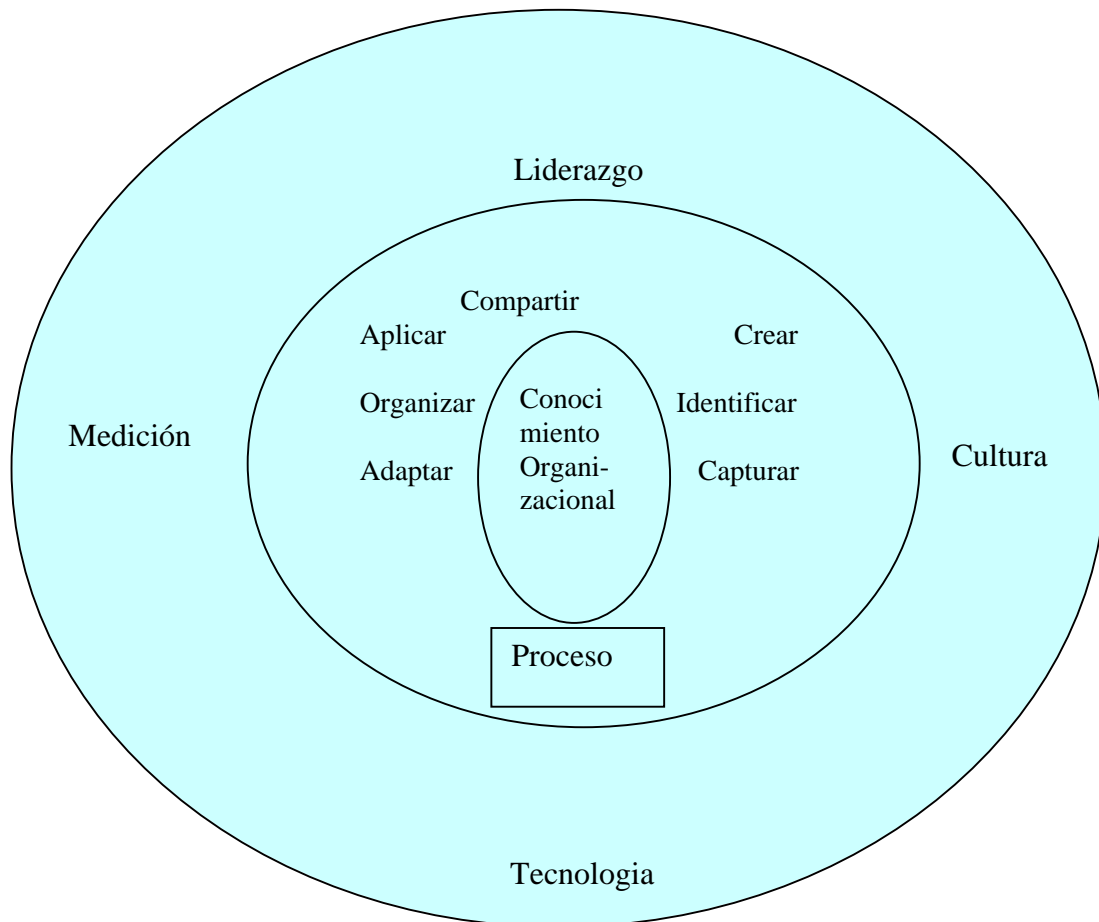 Liderazgo
Compartir
Aplicar
Crear
Organizar
Conoci
miento
Organi-
zacional
Identificar
Medición
Cultura
Adaptar
Capturar
Proceso
Tecnologia